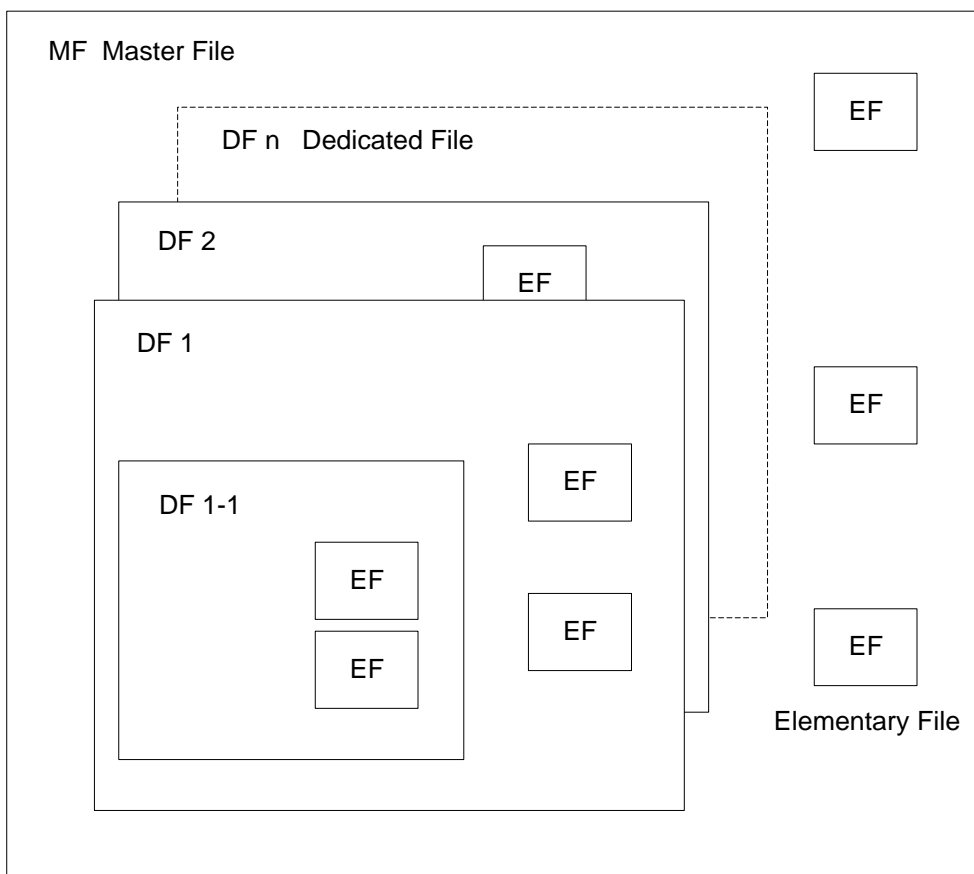 MF Master File
EF
DF n Dedicated File
DF 2
EF
DF 1
EF
EF
DF 1-1
EF
EF
EF
EF
Elementary File